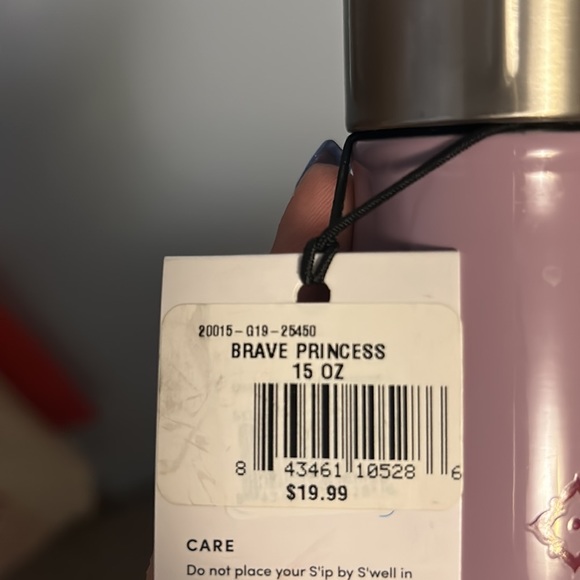 20015-G19-25450
BRAVE PRINCESS
15 OZ
8 43461 10528 6
$19.99
CARE
Do not place your S'ip by S'well in